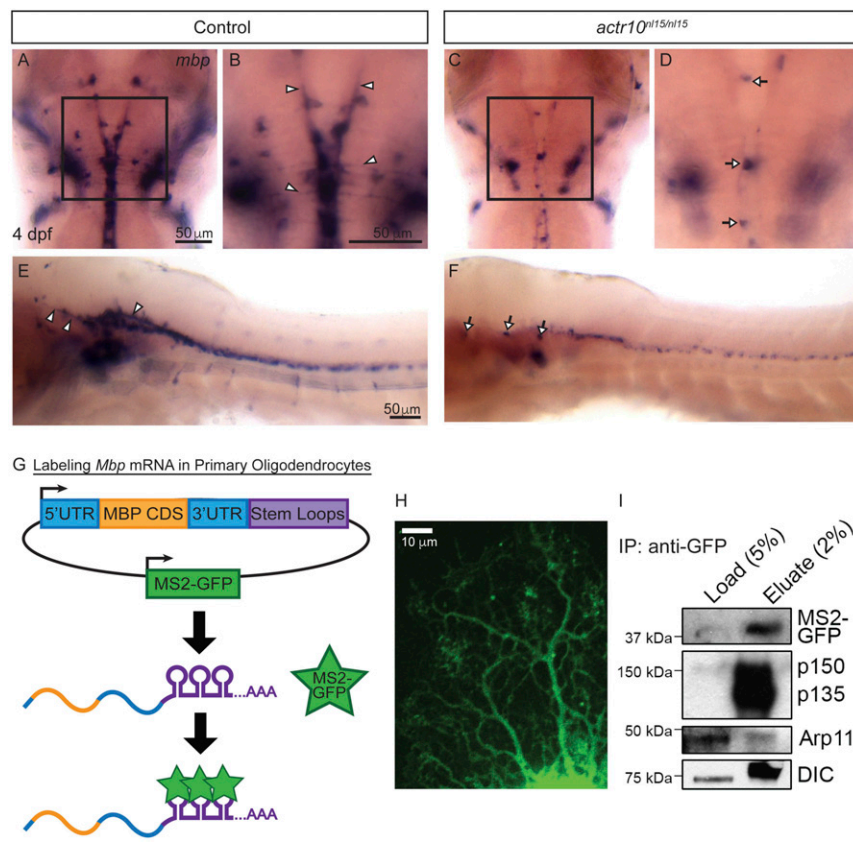 Control
actr10nl15/nl15
A
mbp
4 dpf
50 μm
B
50 μm
C
D
E
50 μm
F
G Labeling Mbp mRNA in Primary Oligodendrocytes
5'UTR MBP CDS 3'UTR Stem Loops
MS2-GFP
...AAA
MS2-
GFP
...AAA
H
10 μm
I
IP: anti-GFP
Load (5%)
Eluate (2%)
37 kDa
MS2-
GFP
150 kDa
p150
p135
50 kDa
Arp11
75 kDa
DIC